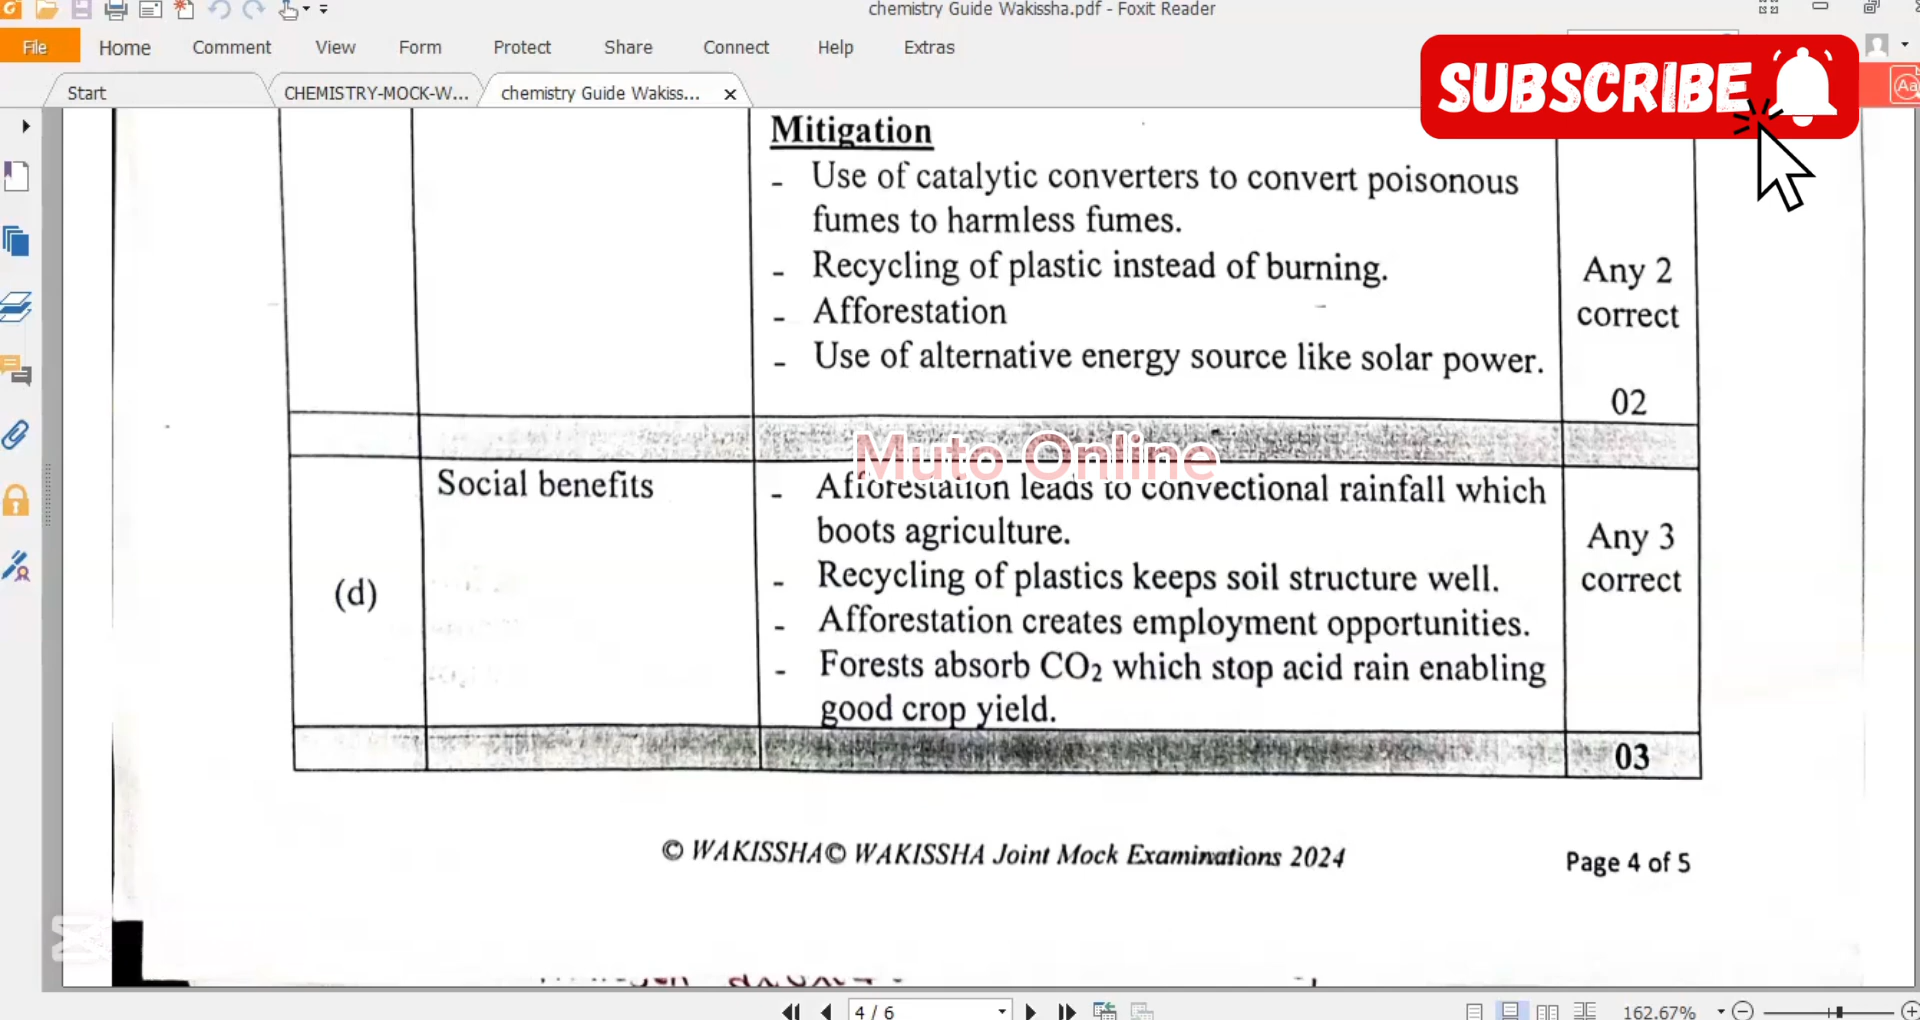 chemistry Guide Wakissha.pdf - Foxit Reader
File Home Comment View Form Protect Share Connect Help Extras
SUBSCRIBE
Start CHEMISTRY-MOCK-W... chemistry Guide Wakiss...
Mitigation
- Use of catalytic converters to convert poisonous
fumes to harmless fumes.
- Recycling of plastic instead of burning.
- Afforestation
- Use of alternative energy source like solar power.
Any 2
correct
02
Muto Online
(d)
Social benefits
- Afforestation leads to convectional rainfall which
boots agriculture.
- Recycling of plastics keeps soil structure well.
- Afforestation creates employment opportunities.
- Forests absorb CO₂ which stop acid rain enabling
good crop yield.
Any 3
correct
03
© WAKISSHA© WAKISSHA Joint Mock Examinations 2024
Page 4 of 5
4 / 6
162.67%